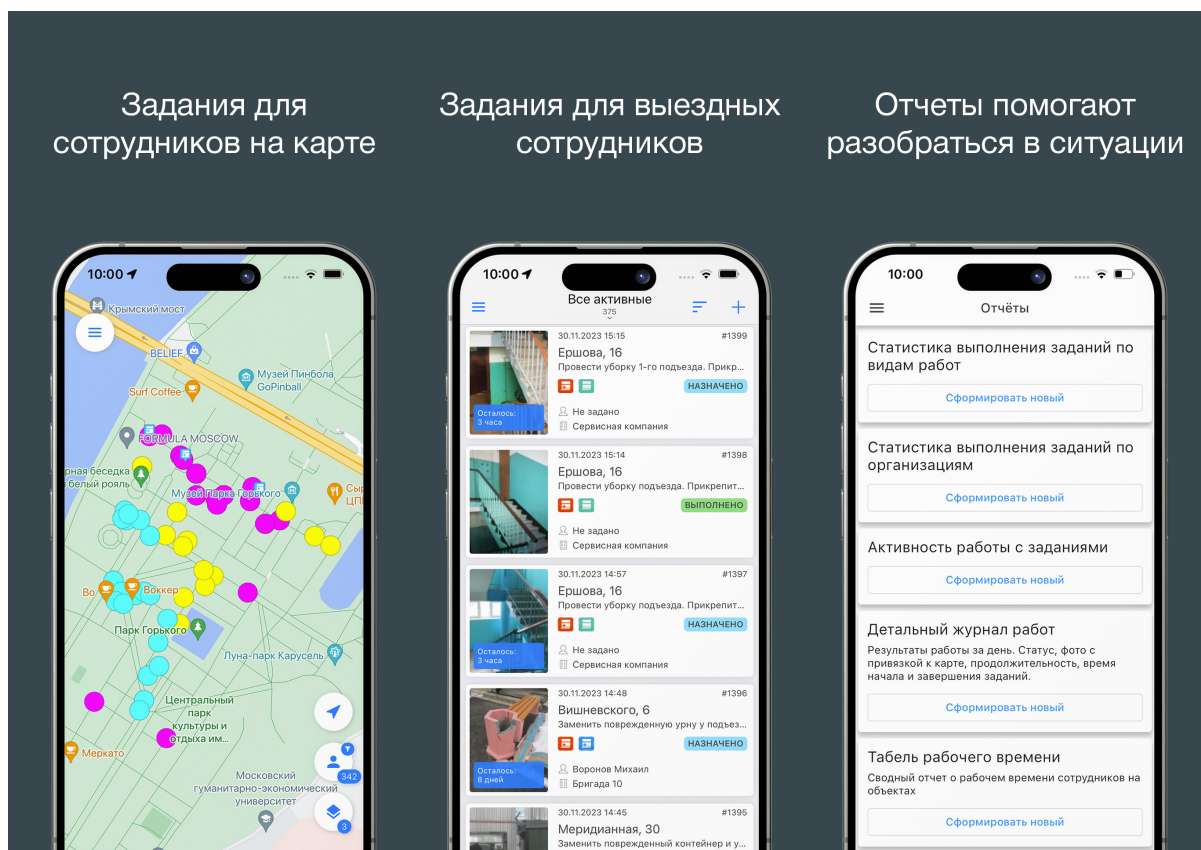 Задания для
сотрудников на карте
10:00
Крымский мост
BELIEF
Музей Пинбола
GoPinball
Surf Coffee
FORMULA MOSCOW
рная беседка
белый рояль
Музей Парка Горького
Сыр
ЦП
Во
Воккер
Парк Горького
Луна-парк Карусель
Центральный
парк
культуры и
отдыха им...
Меркато
342
Московский
гуманитарно-экономический
университет
3
Задания для выездных
сотрудников
10:00
Все активные
375
30.11.2023 15:15 #1399
Ершова, 16
Провести уборку 1-го подъезда. Прикр...
НАЗНАЧЕНО
Осталось:
3 часа
Не задано
Сервисная компания
30.11.2023 15:14 #1398
Ершова, 16
Провести уборку подъезда. Прикрепит...
ВЫПОЛНЕНО
Не задано
Сервисная компания
30.11.2023 14:57 #1397
Ершова, 16
Провести уборку подъезда. Прикрепит...
НАЗНАЧЕНО
Осталось:
3 часа
Не задано
Сервисная компания
30.11.2023 14:48 #1396
Вишневского, 6
Заменить поврежденную урну у подъез...
НАЗНАЧЕНО
Осталось:
8 дней
Воронов Михаил
Бригада 10
30.11.2023 14:45 #1395
Меридианная, 30
Заменить поврежденный контейнер и у...
Отчеты помогают
разобраться в ситуации
10:00
Отчёты
Статистика выполнения заданий по
видам работ
Сформировать новый
Статистика выполнения заданий по
организациям
Сформировать новый
Активность работы с заданиями
Сформировать новый
Детальный журнал работ
Результаты работы за день. Статус, фото с
привязкой к карте, продолжительность, время
начала и завершения заданий.
Сформировать новый
Табель рабочего времени
Сводный отчет о рабочем времени сотрудников на
объектах
Сформировать новый